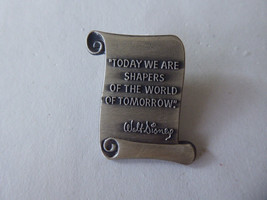 "TODAY WE ARE
SHAPERS
OF THE WORLD
OF TOMORROW."
Walt Disney